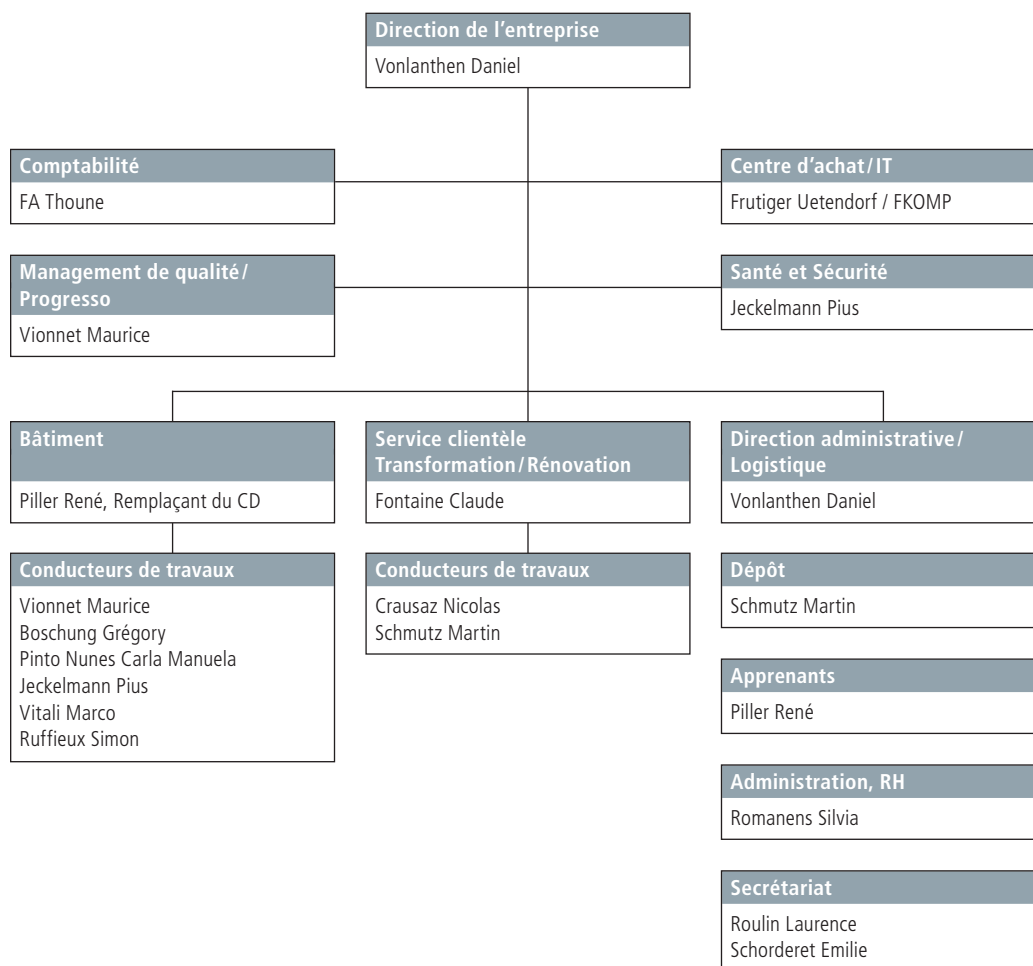 Direction de l'entreprise
Vonlanthen Daniel
Comptabilité
FA Thoune
Centre d'achat/IT
Frutiger Uetendorf / FKOMP
Management de qualité/
Progresso
Vionnet Maurice
Santé et Sécurité
Jeckelmann Pius
Bâtiment
Piller René, Remplaçant du CD
Service clientèle
Transformation/Rénovation
Fontaine Claude
Direction administrative/
Logistique
Vonlanthen Daniel
Conducteurs de travaux
Vionnet Maurice
Boschung Grégory
Pinto Nunes Carla Manuela
Jeckelmann Pius
Vitali Marco
Ruffieux Simon
Conducteurs de travaux
Crausaz Nicolas
Schmutz Martin
Dépôt
Schmutz Martin
Apprenants
Piller René
Administration, RH
Romanens Silvia
Secrétariat
Roulin Laurence
Schorderet Emilie